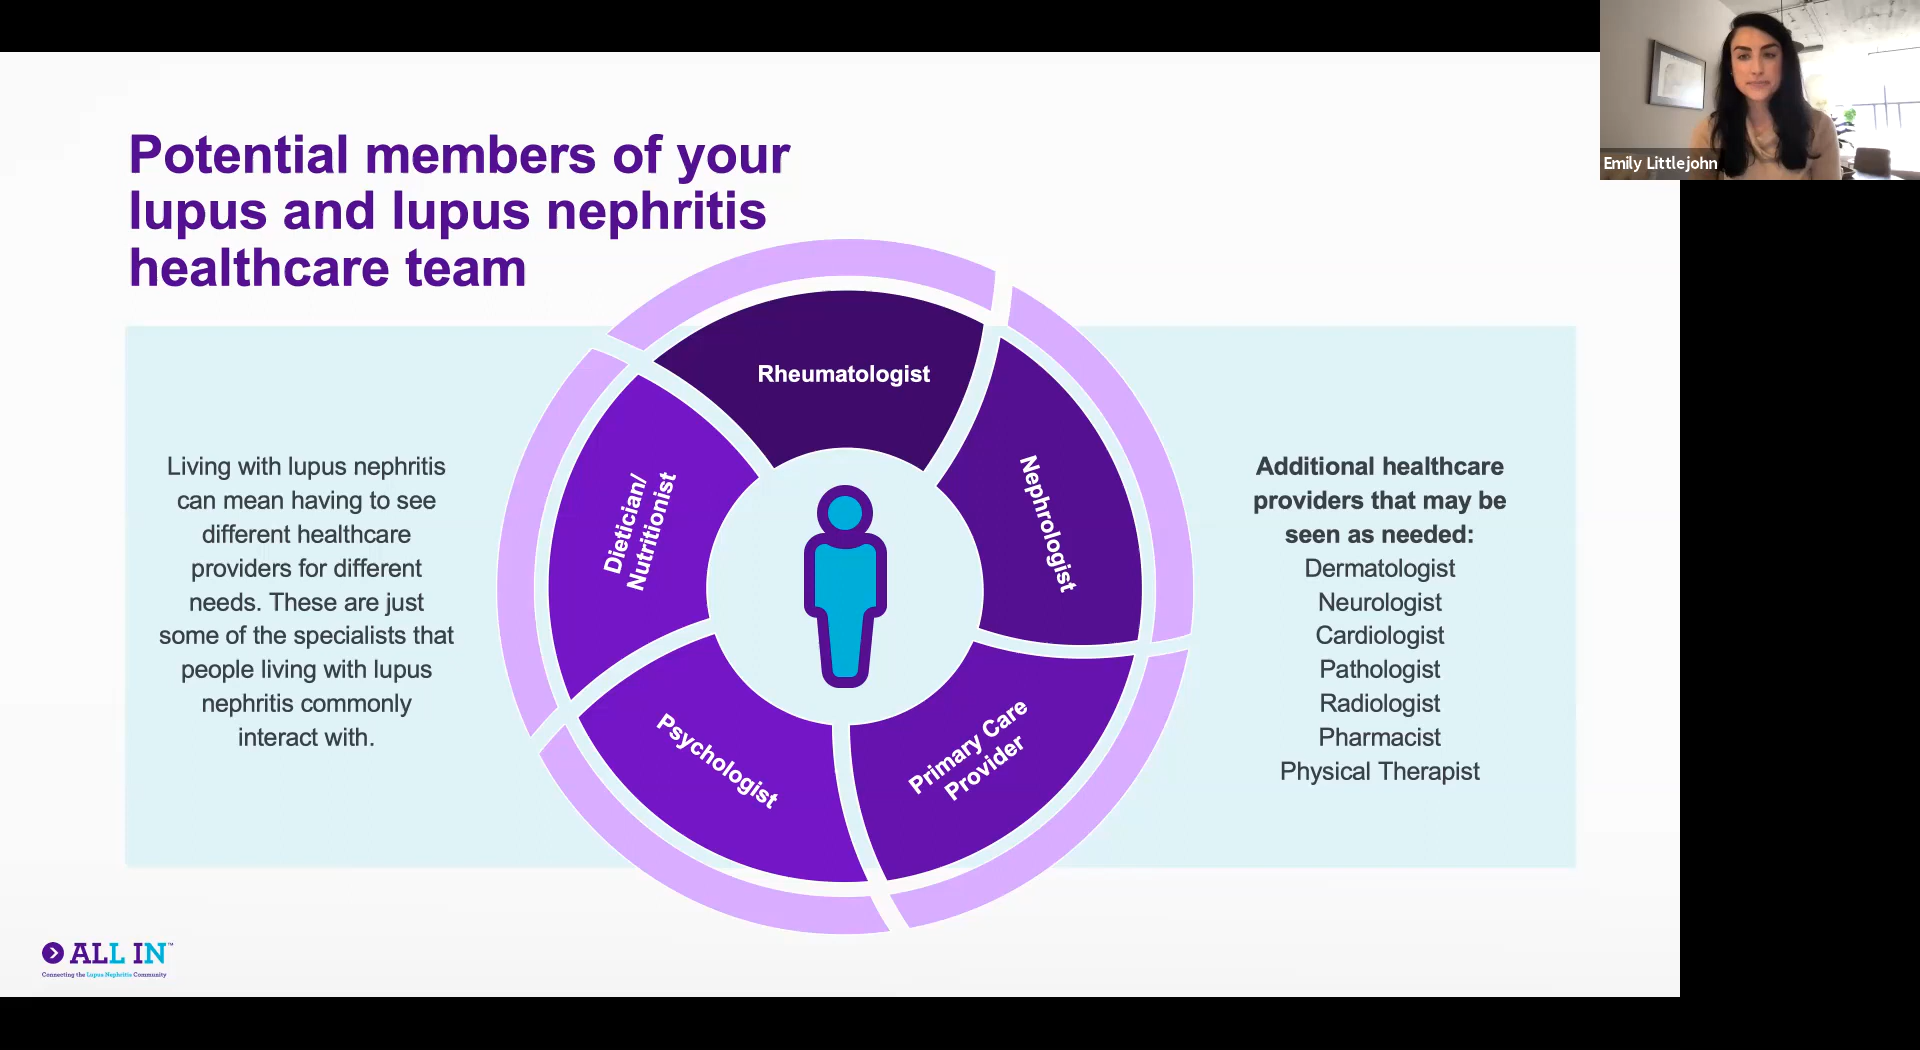 Potential members of your
lupus and lupus nephritis
healthcare team
Living with lupus nephritis
can mean having to see
different healthcare
providers for different
needs. These are just
some of the specialists that
people living with lupus
nephritis commonly
interact with.
Rheumatologist
Nephrologist
Primary Care
Provider
Psychologist
Dietician/
Nutritionist
Additional healthcare
providers that may be
seen as needed:
Dermatologist
Neurologist
Cardiologist
Pathologist
Radiologist
Pharmacist
Physical Therapist
ALL IN™
Connecting the Lupus Nephritis Community
Emily Littlejohn